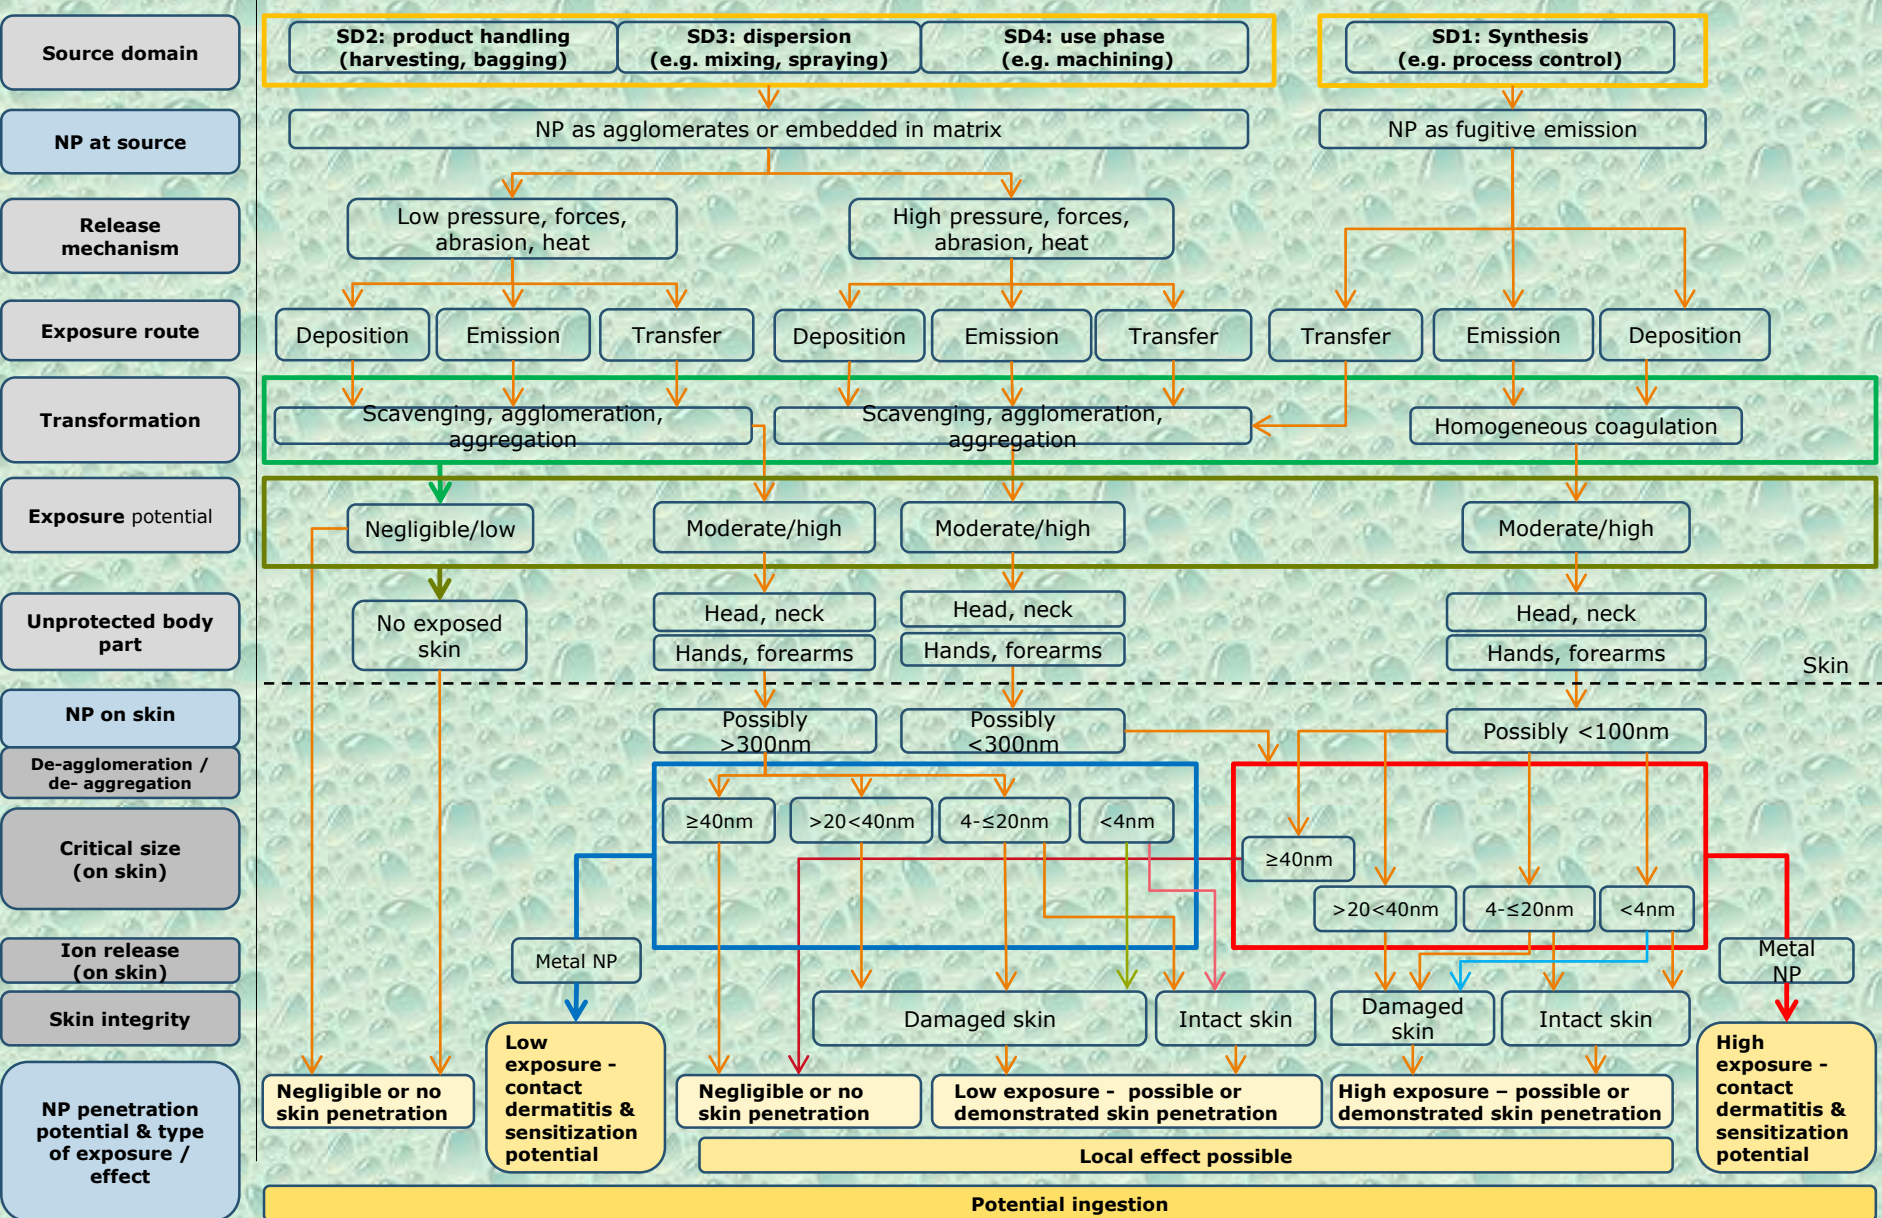 Source domain
SD2: product handling
(harvesting, bagging)
SD3: dispersion
(e.g. mixing, spraying)
SD4: use phase
(e.g. machining)
SD1: Synthesis
(e.g. process control)
NP at source
NP as agglomerates or embedded in matrix
NP as fugitive emission
Release
mechanism
Low pressure, forces,
abrasion, heat
High pressure, forces,
abrasion, heat
Exposure route
Deposition
Emission
Transfer
Deposition
Emission
Transfer
Transfer
Emission
Deposition
Transformation
Scavenging, agglomeration,
aggregation
Scavenging, agglomeration,
aggregation
Homogeneous coagulation
Exposure potential
Negligible/low
Moderate/high
Moderate/high
Moderate/high
Unprotected body
part
No exposed
skin
Head, neck
Hands, forearms
Head, neck
Hands, forearms
Head, neck
Hands, forearms
Skin
NP on skin
Possibly
>300nm
Possibly
<300nm
Possibly <100nm
De-agglomeration /
de- aggregation
Critical size
(on skin)
≥40nm
>20<40nm
4-≤20nm
<4nm
≥40nm
>20<40nm
4-≤20nm
<4nm
Ion release
(on skin)
Metal NP
Metal
NP
Skin integrity
Damaged skin
Intact skin
Damaged
skin
Intact skin
NP penetration
potential & type
of exposure /
effect
Negligible or no
skin penetration
Low
exposure -
contact
dermatitis &
sensitization
potential
Negligible or no
skin penetration
Low exposure - possible or
demonstrated skin penetration
High exposure – possible or
demonstrated skin penetration
High
exposure -
contact
dermatitis &
sensitization
potential
Local effect possible
Potential ingestion